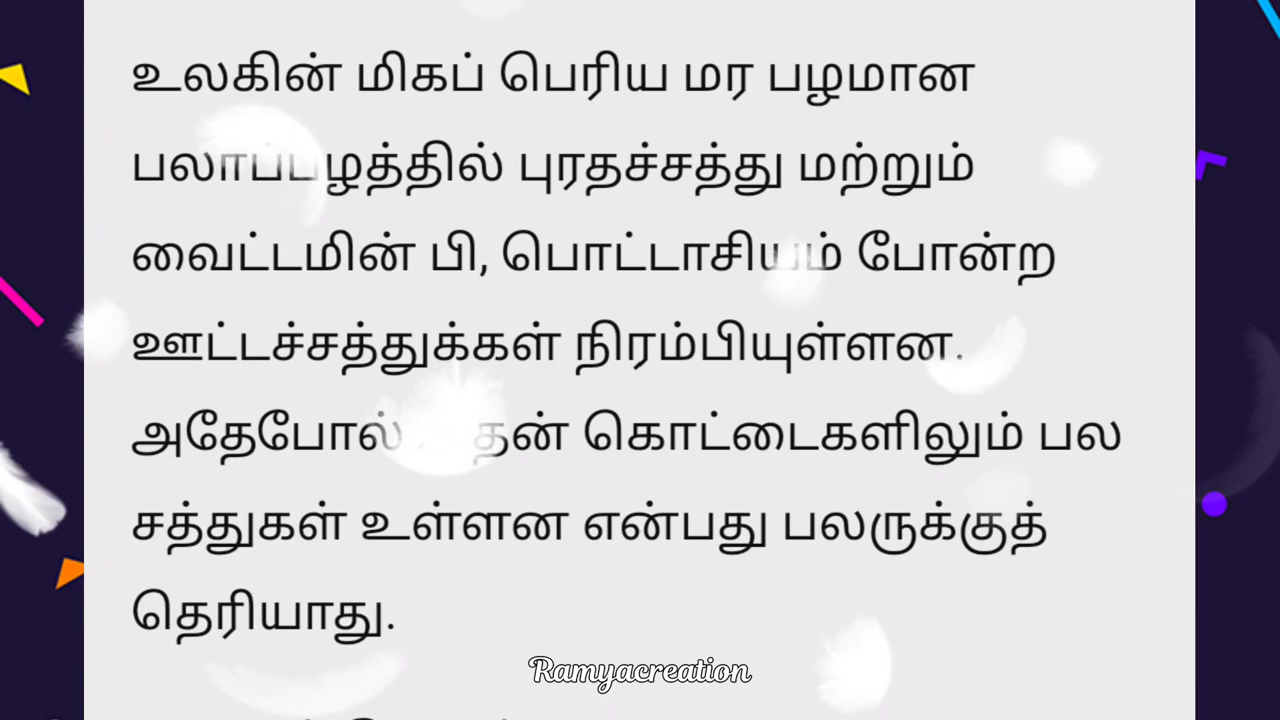 உலகின் மிகப் பெரிய மர பழமான
பலாப்பழத்தில் புரதச்சத்து மற்றும்
வைட்டமின் பி, பொட்டாசியம் போன்ற
ஊட்டச்சத்துக்கள் நிரம்பியுள்ளன.
அதேபோல் தன் கொட்டைகளிலும் பல
சத்துகள் உள்ளன என்பது பலருக்குத்
தெரியாது.
Ramyacreation